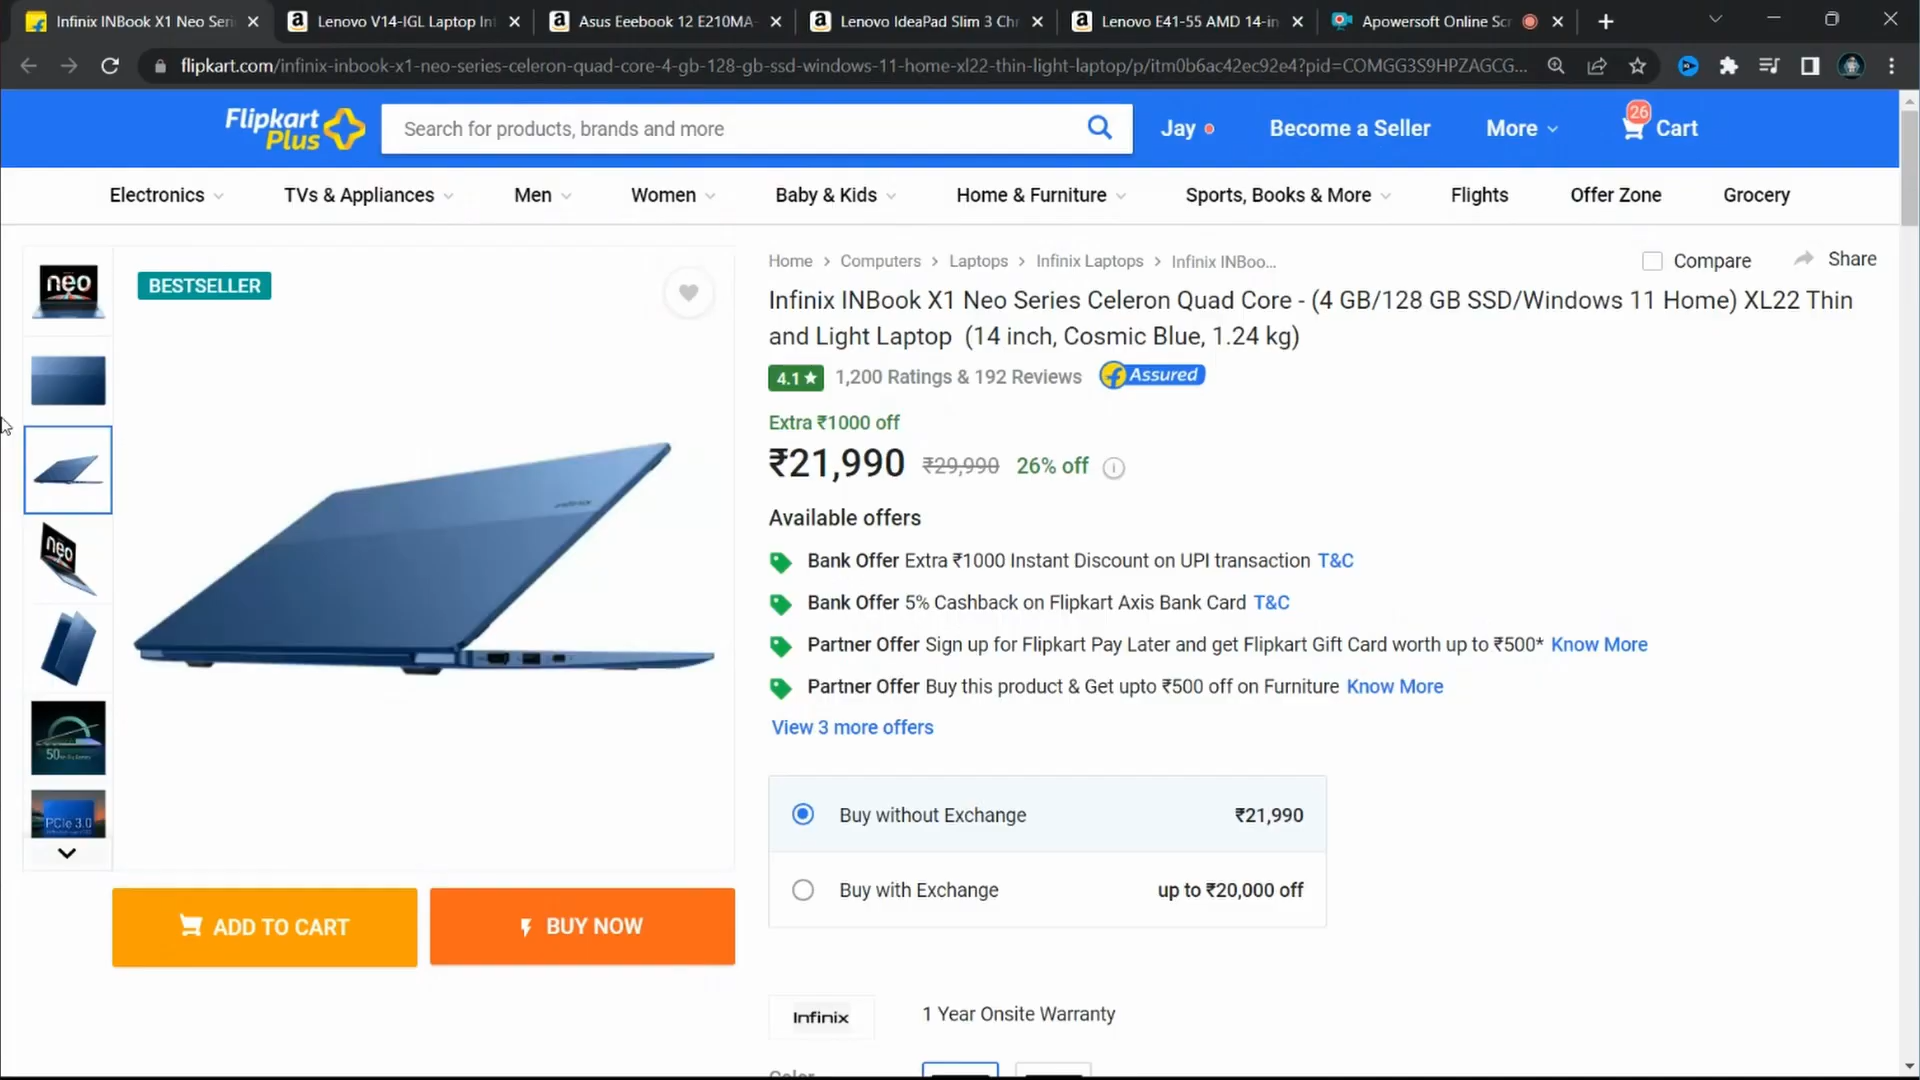 Infinix INBook X1 Neo Seri
Lenovo V14-IGL Laptop Int
Asus Eeebook 12 E210MA-
Lenovo IdeaPad Slim 3 Chr
Lenovo E41-55 AMD 14-in
Apowersoft Online Scr
flipkart.com/infinix-inbook-x1-neo-series-celeron-quad-core-4-gb-128-gb-ssd-windows-11-home-xl22-thin-light-laptop/p/itm0b6ac42ec92e4?pid=COMGG3S9HPZAGCG...
Flipkart
Plus
Search for products, brands and more
Jay
Become a Seller
More
26
Cart
Electronics
TVs & Appliances
Men
Women
Baby & Kids
Home & Furniture
Sports, Books & More
Flights
Offer Zone
Grocery
neo
BESTSELLER
Home > Computers > Laptops > Infinix Laptops > Infinix INBoo...
Compare
Share
Infinix INBook X1 Neo Series Celeron Quad Core - (4 GB/128 GB SSD/Windows 11 Home) XL22 Thin
and Light Laptop (14 inch, Cosmic Blue, 1.24 kg)
4.1★ 1,200 Ratings & 192 Reviews
Assured
Extra ₹1000 off
₹21,990 ₹29,990 26% off
Available offers
Bank Offer Extra ₹1000 Instant Discount on UPI transaction T&C
Bank Offer 5% Cashback on Flipkart Axis Bank Card T&C
Partner Offer Sign up for Flipkart Pay Later and get Flipkart Gift Card worth up to ₹500* Know More
Partner Offer Buy this product & Get upto ₹500 off on Furniture Know More
View 3 more offers
Infinix
neo
50
PCIe 3.0
Buy without Exchange ₹21,990
Buy with Exchange up to ₹20,000 off
ADD TO CART
BUY NOW
Infinix
1 Year Onsite Warranty
Color